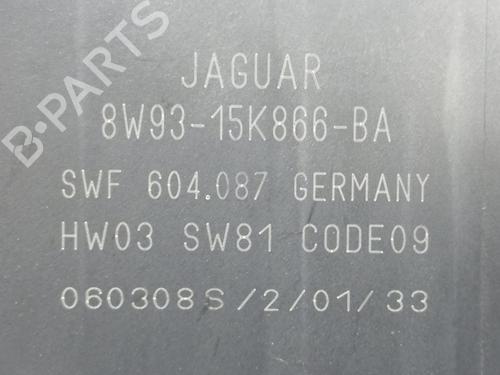 B-PARTS
JAGUAR
8W93-15K866-BA
SWF 604.087 GERMANY
HW03 SW81 CODE09
060308S/2/01/33